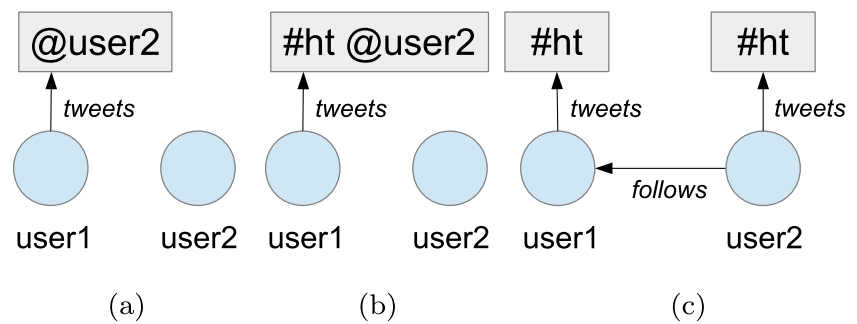 @user2
#ht @user2
#ht
#ht
tweets
tweets
tweets
tweets
follows
user1
user2
user1
user2
user1
user2
(a)
(b)
(c)